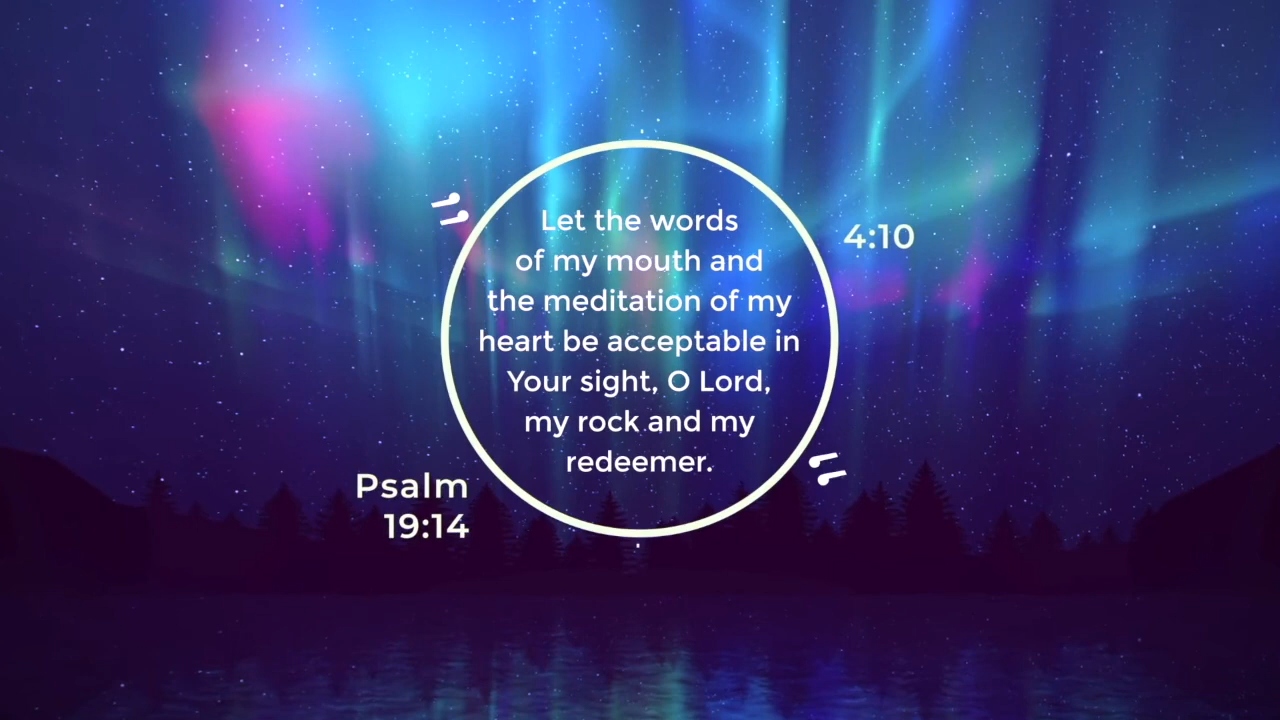 Let the words
of my mouth and
the meditation of my
heart be acceptable in
Your sight, O Lord,
my rock and my
redeemer.
4:10
Psalm
19:14